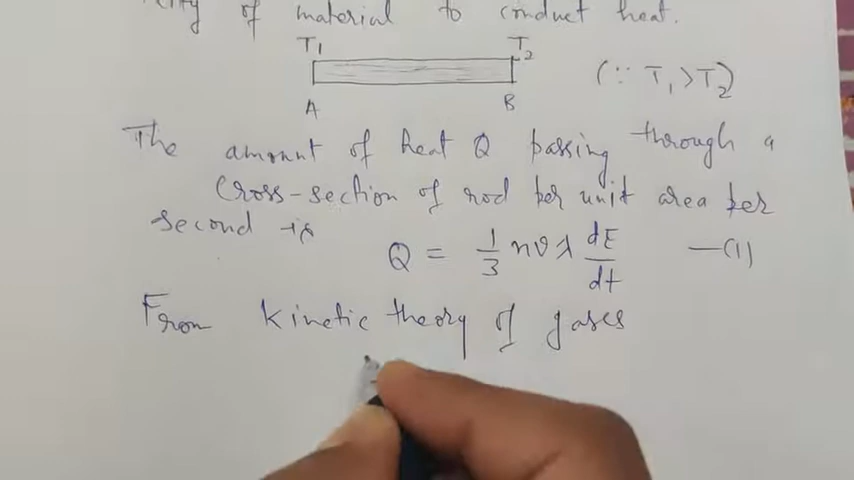 of material to conduct heat.
T₁ T₂
(∵ T₁ > T₂)
A B
The amount of heat Q passing through a
cross-section of rod per unit area per
second is
Q = 1/3 nvλ dE/dt —(1)
From kinetic theory of gases